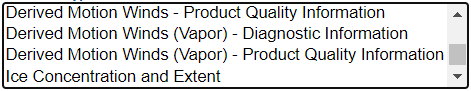 Derived Motion Winds - Product Quality Information
Derived Motion Winds (Vapor) - Diagnostic Information
Derived Motion Winds (Vapor) - Product Quality Information
Ice Concentration and Extent